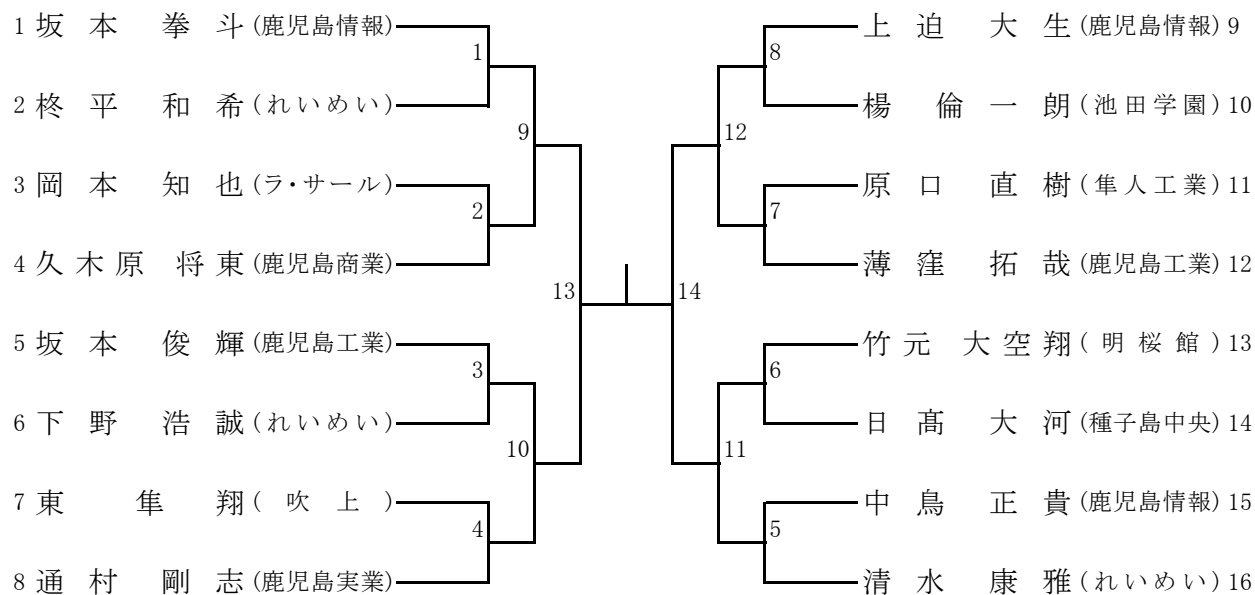 1 坂本 拳斗 (鹿児島情報)
1
2 柊平 和希 (れいめい)
9
3 岡本 知也 (ラ・サール)
2
4 久木原 将東 (鹿児島商業)
13
5 坂本 俊輝 (鹿児島工業)
3
6 下野 浩誠 (れいめい)
10
7 東 隼翔 (吹上)
4
8 通村 剛志 (鹿児島実業)
上迫 大生 (鹿児島情報) 9
8
楊 倫一朗 (池田学園) 10
12
原口 直樹 (隼人工業) 11
7
薄窪 拓哉 (鹿児島工業) 12
14
竹元 大空翔 (明桜館) 13
6
日髙 大河 (種子島中央) 14
11
中鳥 正貴 (鹿児島情報) 15
5
清水 康雅 (れいめい) 16